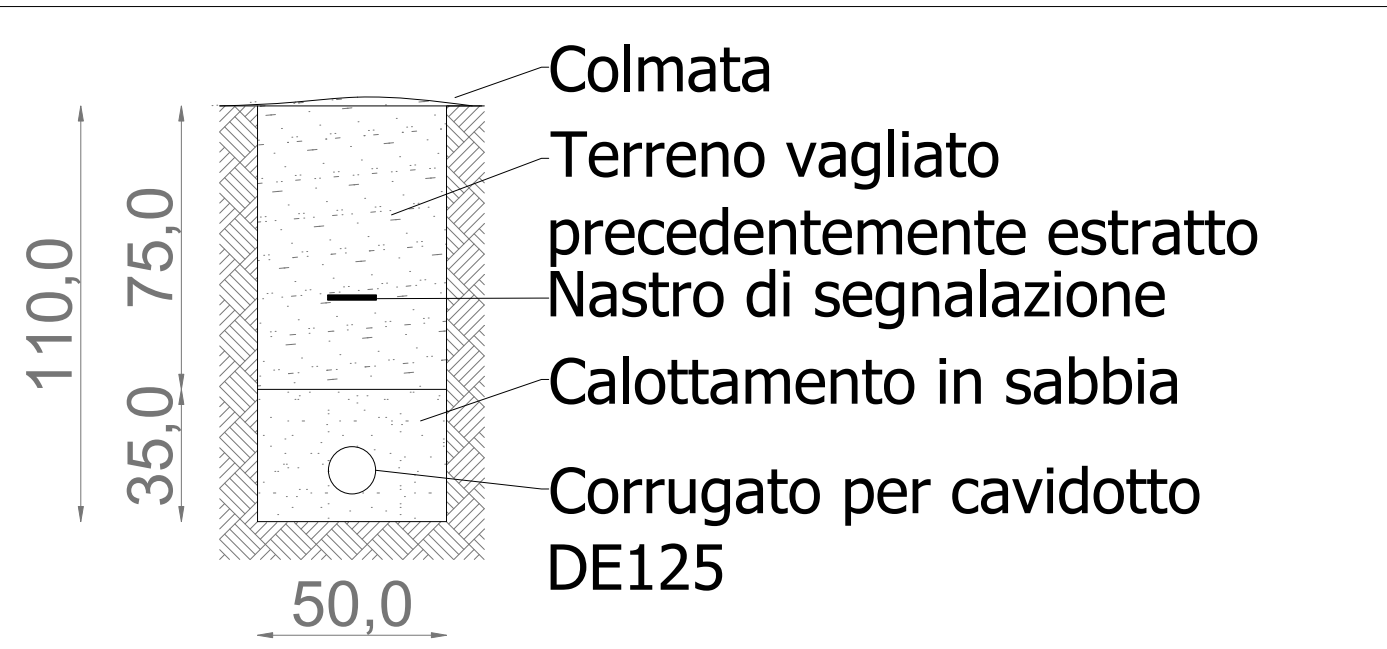 Colmata
Terreno vagliato
precedentemente estratto
Nastro di segnalazione
Calottamento in sabbia
Corrugato per cavidotto
DE125
110,0
75,0
35,0
50,0